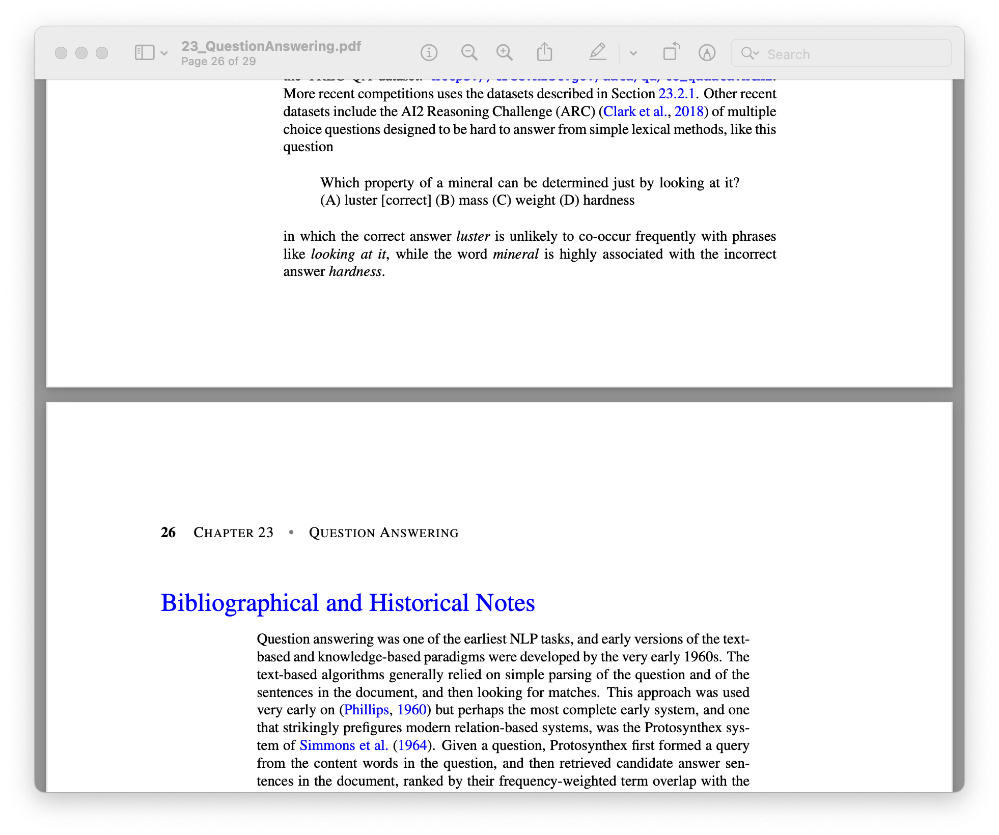 23_QuestionAnswering.pdf
Page 26 of 29
Search
More recent competitions uses the datasets described in Section 23.2.1. Other recent
datasets include the AI2 Reasoning Challenge (ARC) (Clark et al., 2018) of multiple
choice questions designed to be hard to answer from simple lexical methods, like this
question
Which property of a mineral can be determined just by looking at it?
(A) luster [correct] (B) mass (C) weight (D) hardness
in which the correct answer luster is unlikely to co-occur frequently with phrases
like looking at it, while the word mineral is highly associated with the incorrect
answer hardness.
26 CHAPTER 23 • QUESTION ANSWERING
Bibliographical and Historical Notes
Question answering was one of the earliest NLP tasks, and early versions of the text-
based and knowledge-based paradigms were developed by the very early 1960s. The
text-based algorithms generally relied on simple parsing of the question and of the
sentences in the document, and then looking for matches. This approach was used
very early on (Phillips, 1960) but perhaps the most complete early system, and one
that strikingly prefigures modern relation-based systems, was the Protosynthex sys-
tem of Simmons et al. (1964). Given a question, Protosynthex first formed a query
from the content words in the question, and then retrieved candidate answer sen-
tences in the document, ranked by their frequency-weighted term overlap with the